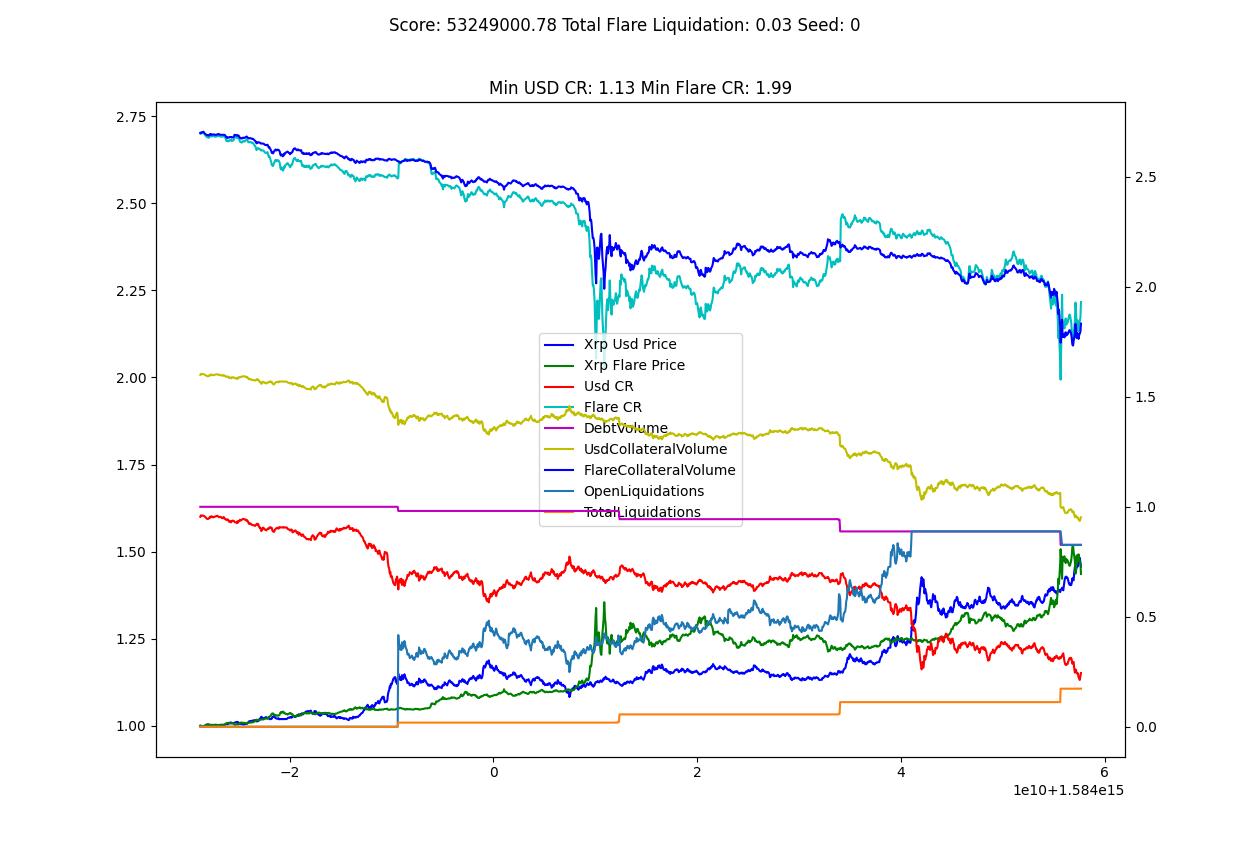 Score: 53249000.78 Total Flare Liquidation: 0.03 Seed: 0
Min USD CR: 1.13 Min Flare CR: 1.99
2.75
2.50
2.25
2.00
1.75
1.50
1.25
1.00
2.5
2.0
1.5
1.0
0.5
0.0
Xrp Usd Price
Xrp Flare Price
Usd CR
Flare CR
DebtVolume
UsdCollateralVolume
FlareCollateralVolume
OpenLiquidations
TotalLiquidations
−2 0 2 4 6
1e10+1.584e15